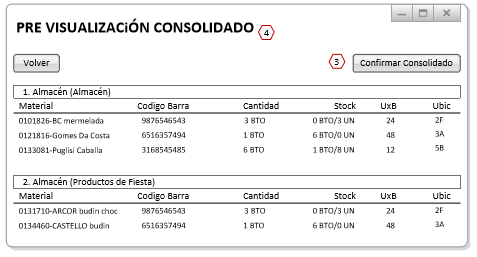 PRE VISUALIZACiÓN CONSOLIDADO 4
Volver 3 Confirmar Consolidado
1. Almacén (Almacén)
Material Codigo Barra Cantidad Stock UxB Ubic
0101826-BC mermelada 9876546543 3 BTO 0 BTO/3 UN 24 2F
0121816-Gomes Da Costa 6516357494 1 BTO 6 BTO/0 UN 48 3A
0133081-Puglisi Caballa 3168545485 6 BTO 1 BTO/8 UN 12 5B
2. Almacén (Productos de Fiesta)
Material Codigo Barra Cantidad Stock UxB Ubic
0131710-ARCOR budin choc 9876546543 3 BTO 0 BTO/3 UN 24 2F
0134460-CASTELLO budin 6516357494 1 BTO 6 BTO/0 UN 48 3A